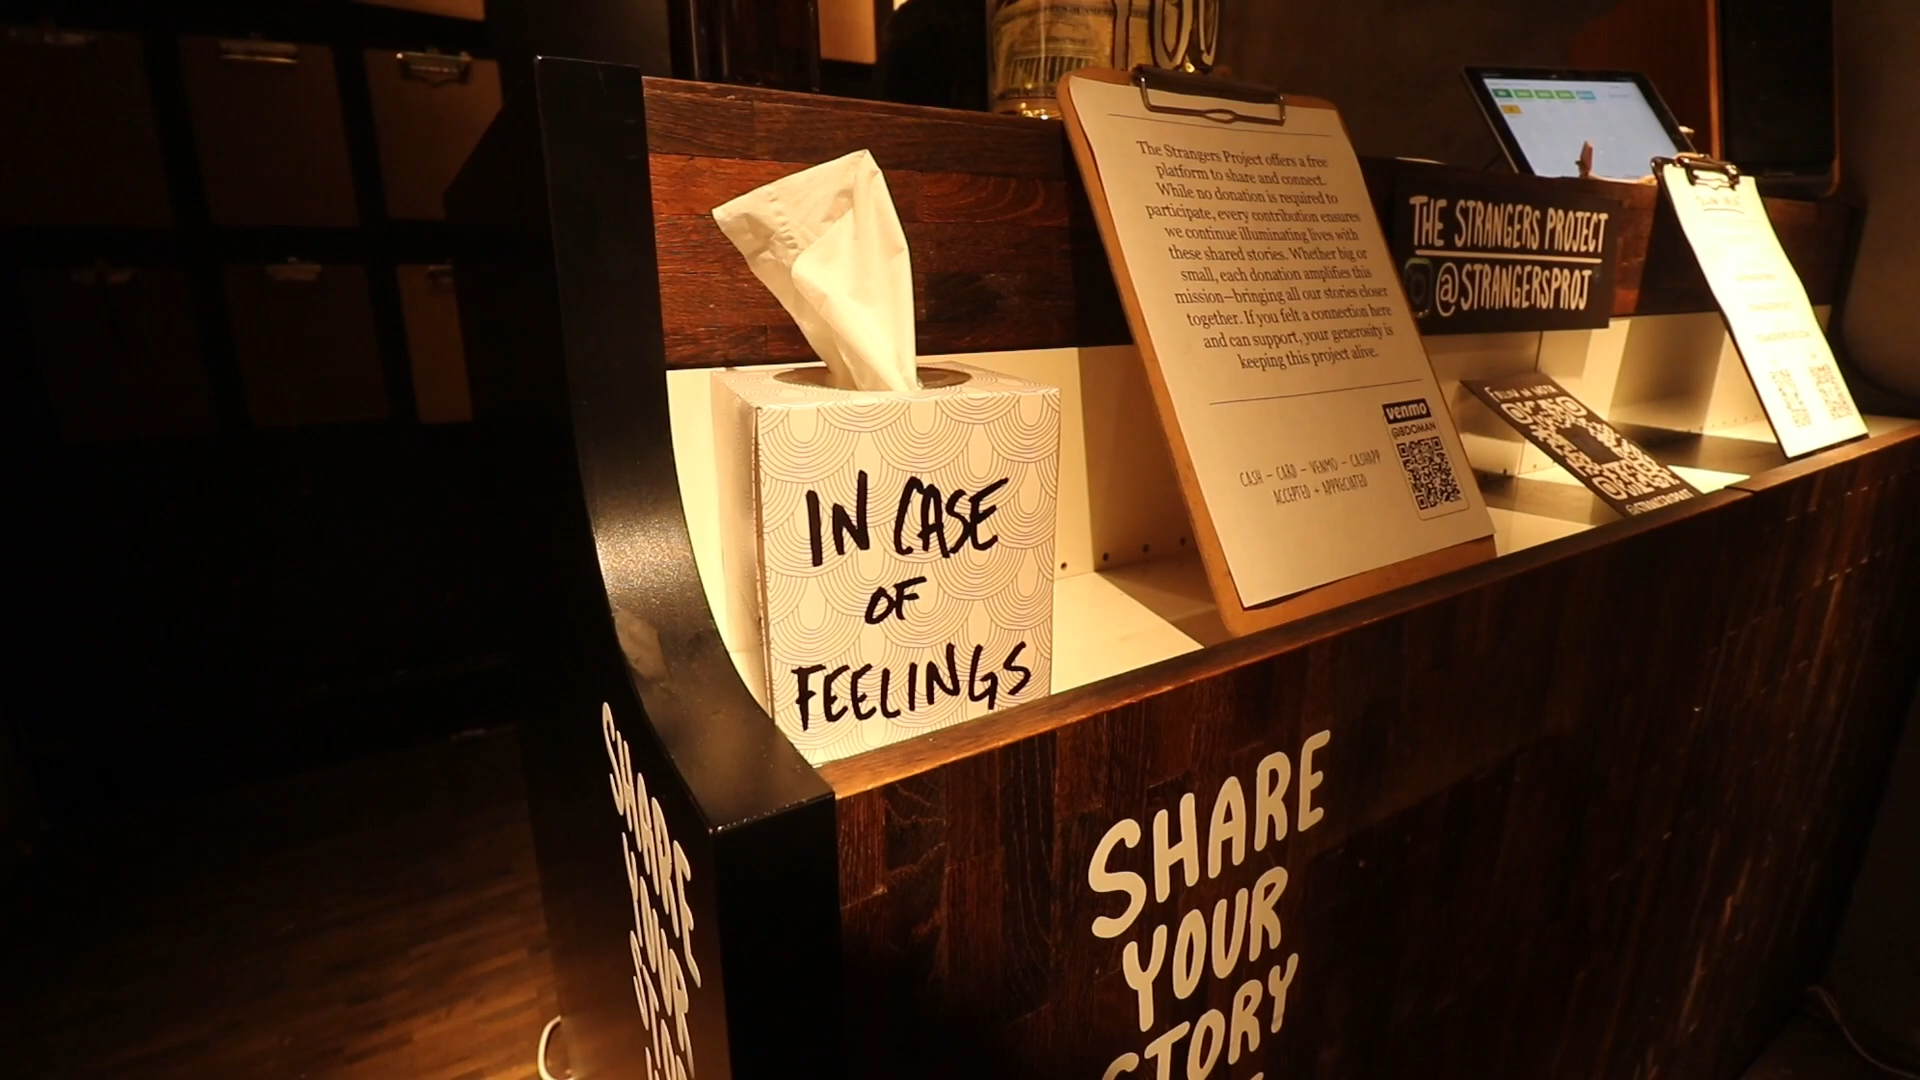 IN CASE
OF
FEELINGS
The Strangers Project offers a free
platform to share and connect.
While no donation is required to
participate, every contribution ensures
we continue illuminating lives with
these shared stories. Whether big or
small, each donation amplifies this
mission—bringing all our stories closer
together. If you felt a connection here
and can support, your generosity is
keeping this project alive.
venmo
@BDOMAN
CASH – CARD – VENMO – CASHAPP
ACCEPTED + APPRECIATED
THE STRANGERS PROJECT
@STRANGERSPROJ
@STRANGERSPROJ
SHARE
YOUR
STORY
SHARE
YOUR